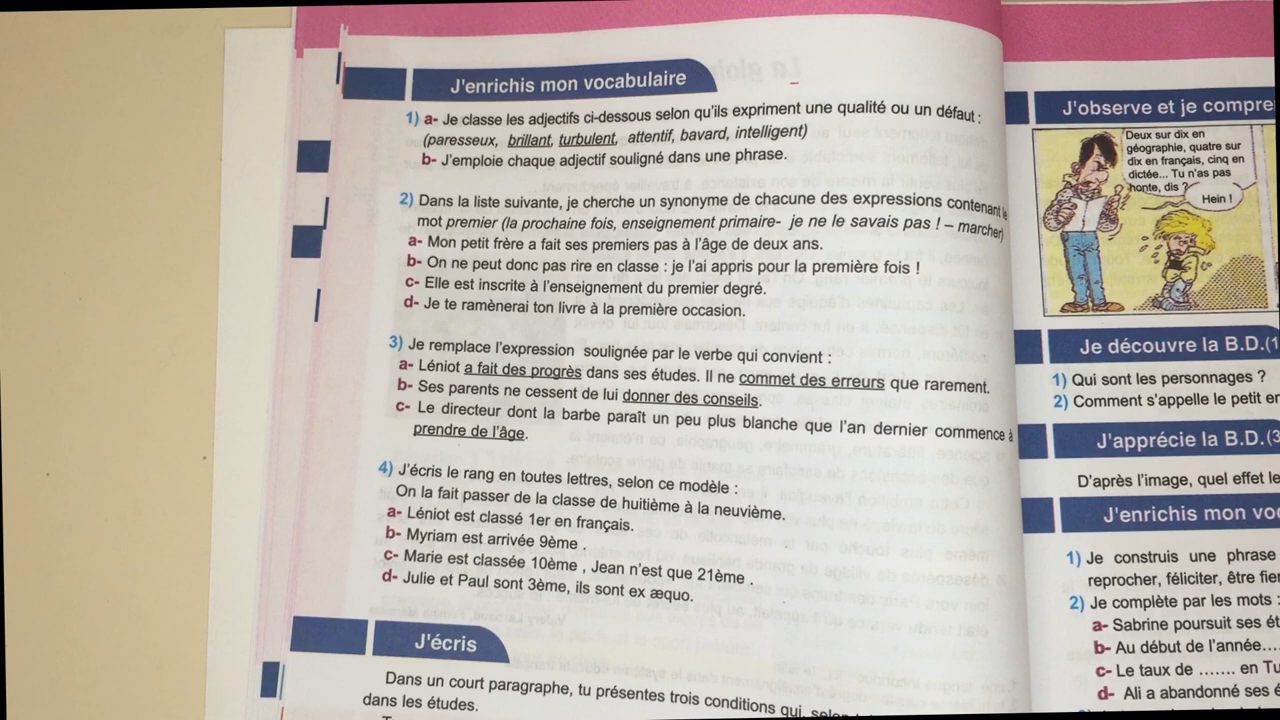 J'enrichis mon vocabulaire
1) a- Je classe les adjectifs ci-dessous selon qu'ils expriment une qualité ou un défaut :
(paresseux, brillant, turbulent, attentif, bavard, intelligent)
b- J'emploie chaque adjectif souligné dans une phrase.
2) Dans la liste suivante, je cherche un synonyme de chacune des expressions contenant le
mot premier (la prochaine fois, enseignement primaire- je ne le savais pas ! – marcher)
a- Mon petit frère a fait ses premiers pas à l'âge de deux ans.
b- On ne peut donc pas rire en classe : je l'ai appris pour la première fois !
c- Elle est inscrite à l'enseignement du premier degré.
d- Je te ramènerai ton livre à la première occasion.
3) Je remplace l'expression soulignée par le verbe qui convient :
a- Léniot a fait des progrès dans ses études. Il ne commet des erreurs que rarement.
b- Ses parents ne cessent de lui donner des conseils.
c- Le directeur dont la barbe paraît un peu plus blanche que l'an dernier commence à
prendre de l'âge.
4) J'écris le rang en toutes lettres, selon ce modèle :
On la fait passer de la classe de huitième à la neuvième.
a- Léniot est classé 1er en français.
b- Myriam est arrivée 9ème .
c- Marie est classée 10ème , Jean n'est que 21ème .
d- Julie et Paul sont 3ème, ils sont ex æquo.
J'écris
Dans un court paragraphe, tu présentes trois conditions qui,
dans les études.
J'observe et je compre
Deux sur dix en
géographie, quatre sur
dix en français, cinq en
dictée... Tu n'as pas
honte, dis ?
Hein !
Je découvre la B.D.(1
1) Qui sont les personnages ?
2) Comment s'appelle le petit en
J'apprécie la B.D.(3
D'après l'image, quel effet le
J'enrichis mon voc
1) Je construis une phrase
reprocher, féliciter, être fier
2) Je complète par les mots :
a- Sabrine poursuit ses ét
b- Au début de l'année....
c- Le taux de ....... en Tu
d- Ali a abandonné ses é